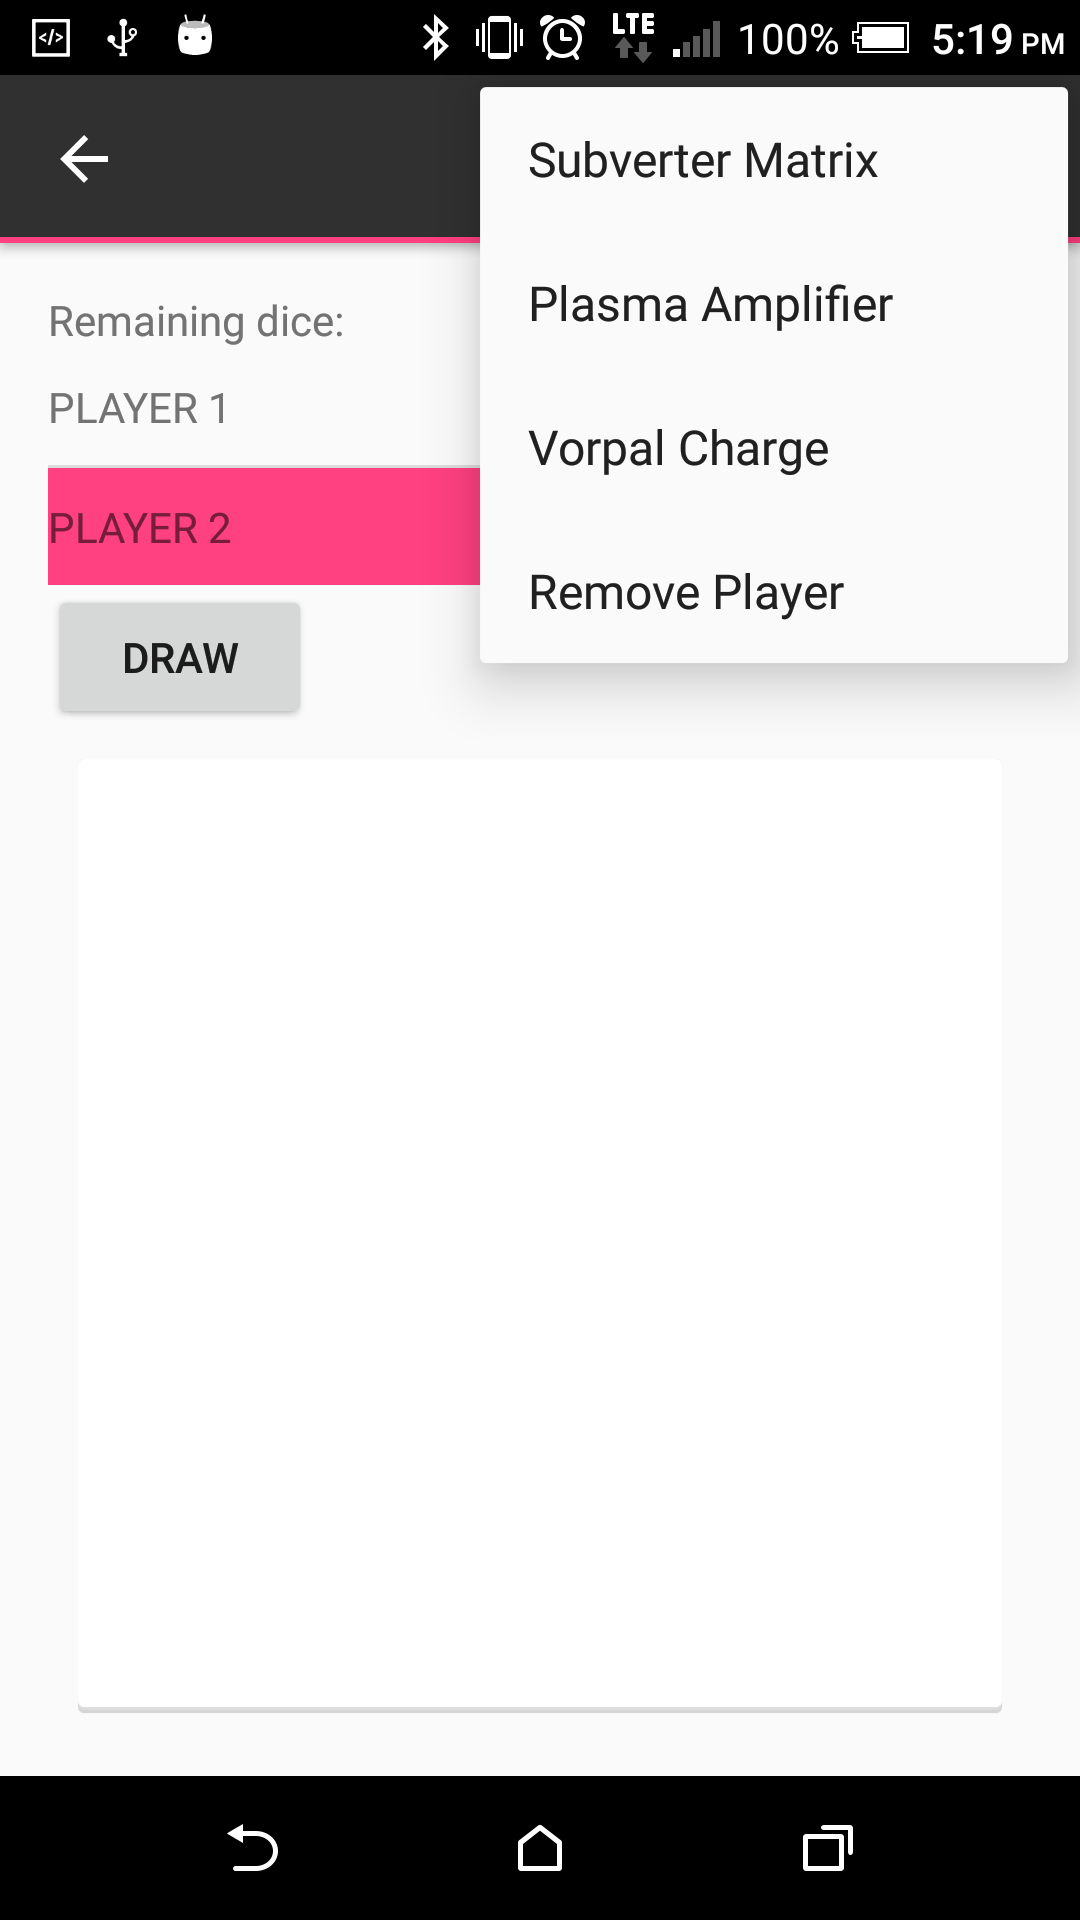 LTE 100% 5:19 PM
Subverter Matrix
Plasma Amplifier
Vorpal Charge
Remove Player
Remaining dice:
PLAYER 1
PLAYER 2
DRAW